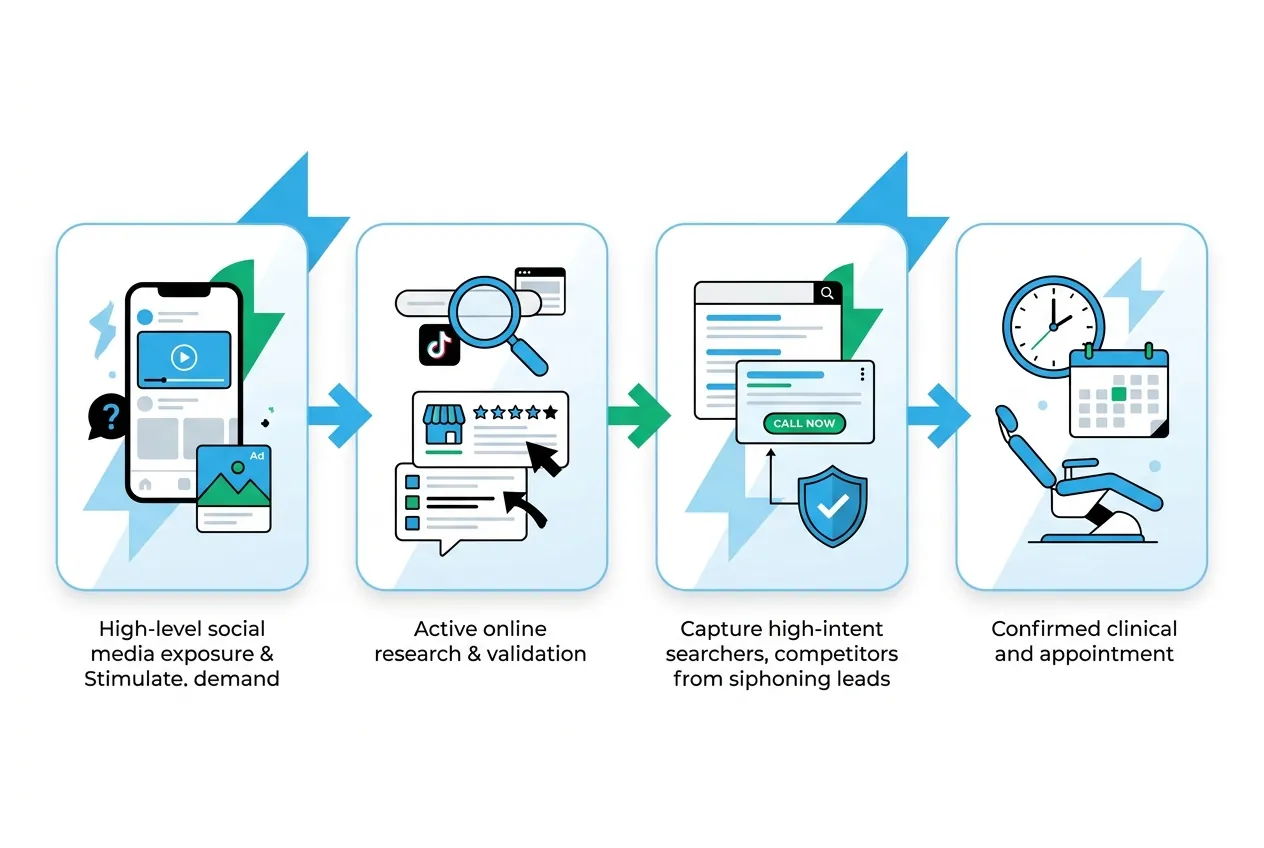 ?
Ad
CALL NOW
High-level social
media exposure &
Stimulate. demand
Active online
research & validation
Capture high-intent
searchers, competitors
from siphoning leads
Confirmed clinical
and appointment